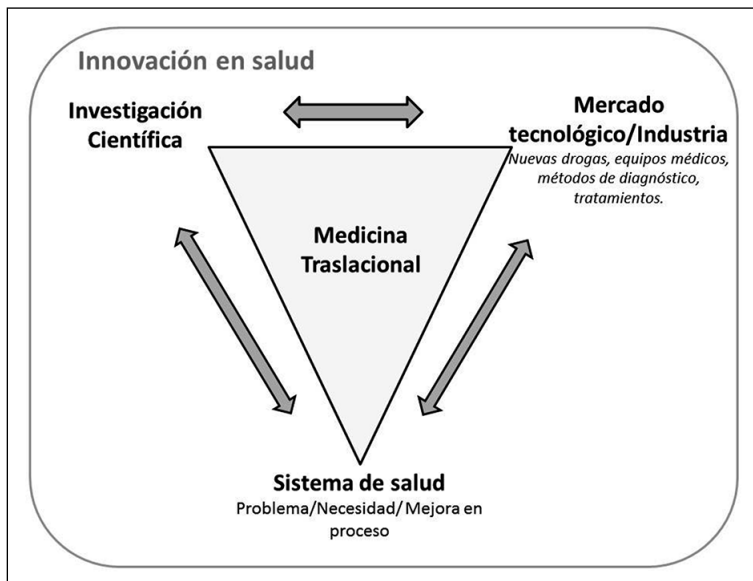 Innovación en salud
Investigación
Científica
Mercado
tecnológico/Industria
Nuevas drogas, equipos médicos,
métodos de diagnóstico,
tratamientos.
Medicina
Traslacional
Sistema de salud
Problema/Necesidad/ Mejora en
proceso